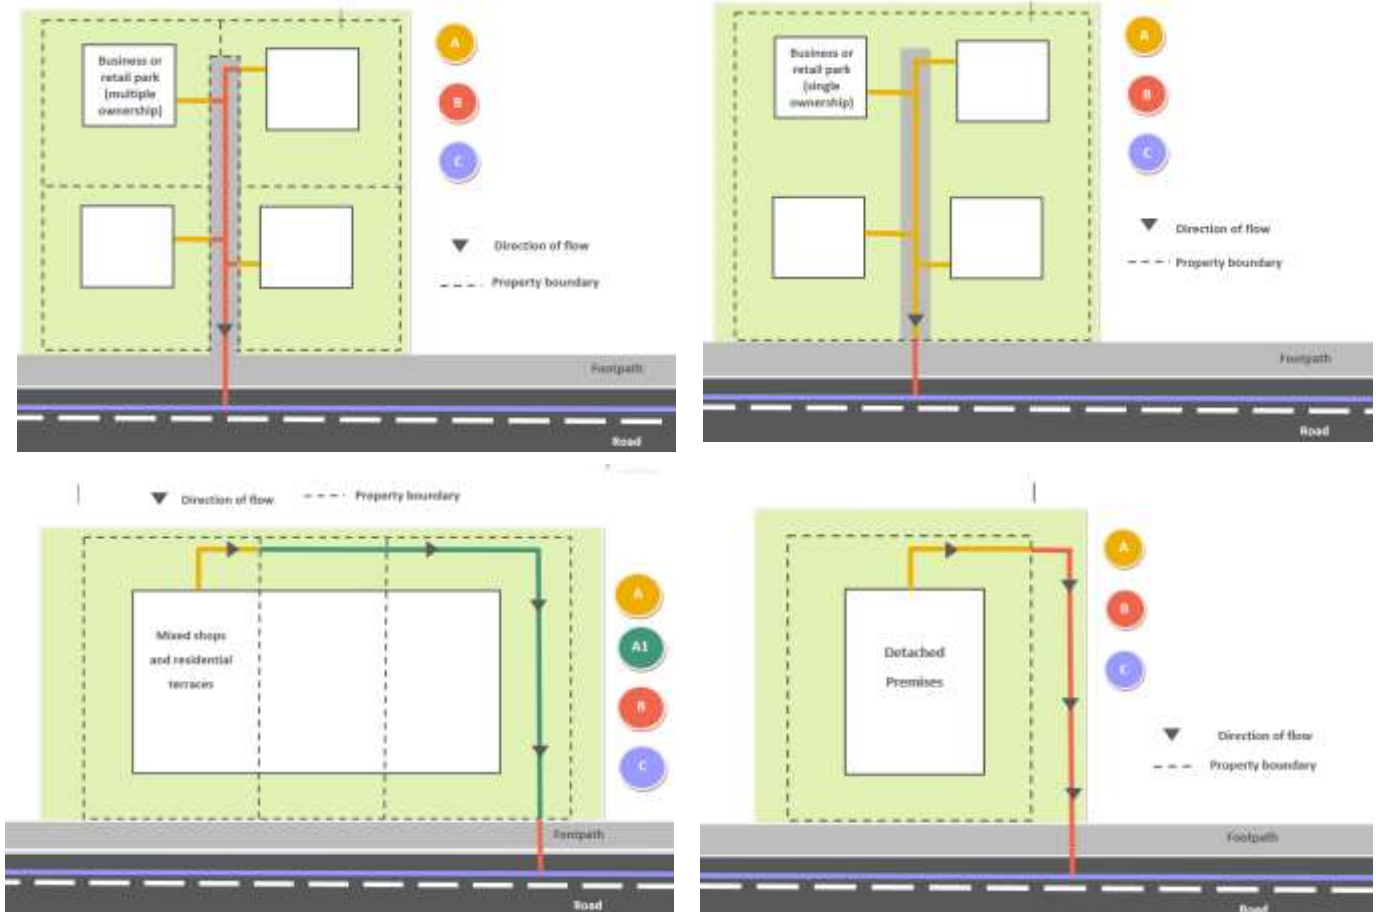 Business or
retail park
(multiple
ownership)
A
B
C
Direction of flow
Property boundary
Footpath
Road
Business or
retail park
(single
ownership)
A
B
C
Direction of flow
Property boundary
Footpath
Road
Direction of flow
Property boundary
Mixed shops
and residential
terraces
A
A1
B
C
Footpath
Road
Detached
Premises
A
B
C
Direction of flow
Property boundary
Footpath
Road